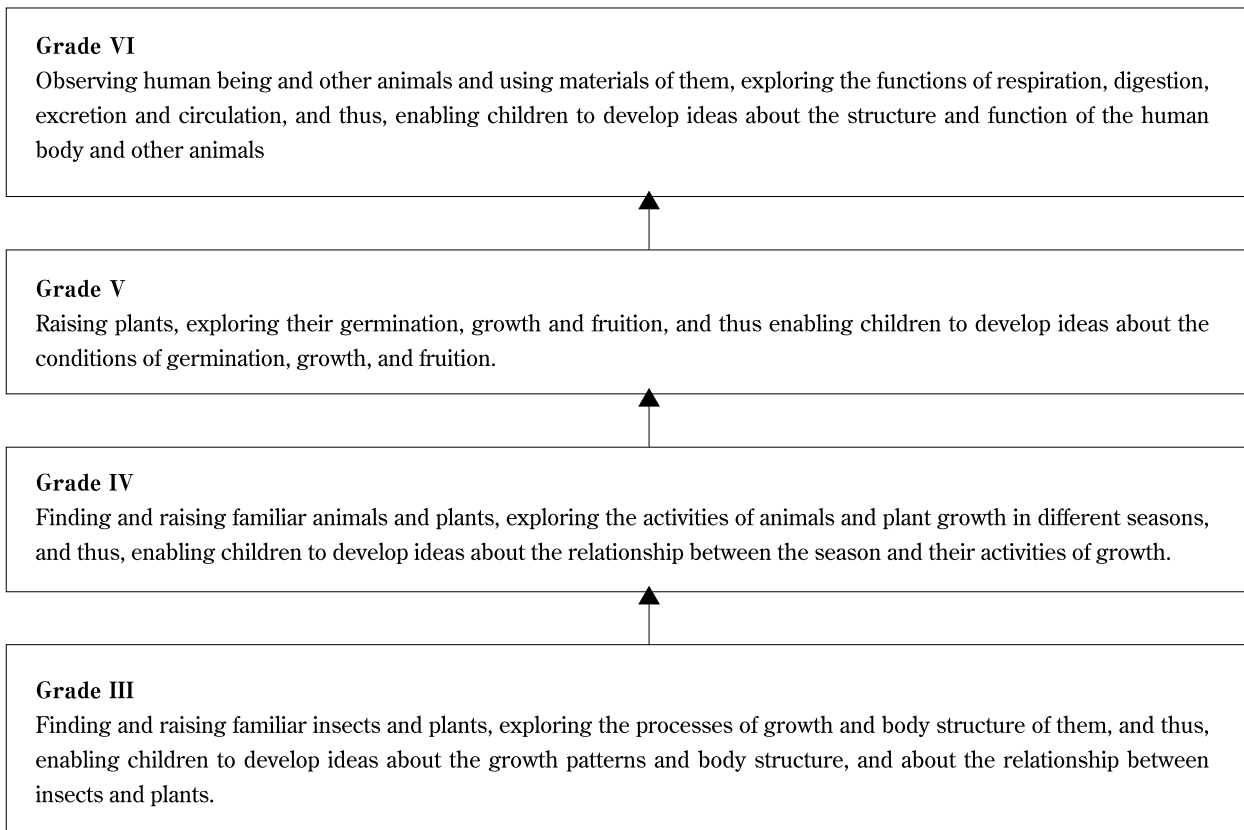 Grade VI
Observing human being and other animals and using materials of them, exploring the functions of respiration, digestion,
excretion and circulation, and thus, enabling children to develop ideas about the structure and function of the human
body and other animals
Grade V
Raising plants, exploring their germination, growth and fruition, and thus enabling children to develop ideas about the
conditions of germination, growth, and fruition.
Grade IV
Finding and raising familiar animals and plants, exploring the activities of animals and plant growth in different seasons,
and thus, enabling children to develop ideas about the relationship between the season and their activities of growth.
Grade III
Finding and raising familiar insects and plants, exploring the processes of growth and body structure of them, and thus,
enabling children to develop ideas about the growth patterns and body structure, and about the relationship between
insects and plants.